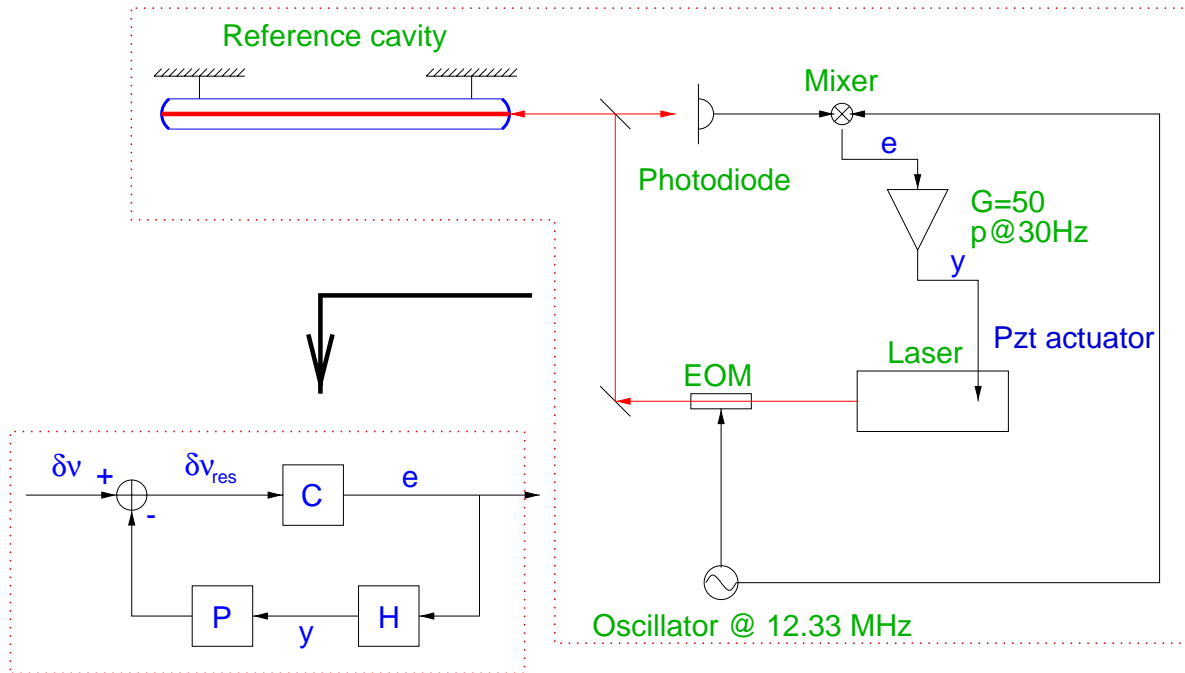 Reference cavity
Mixer
e
Photodiode
G=50
p@30Hz
y
Pzt actuator
Laser
EOM
δν
+
δν_res
C
e
-
P
y
H
Oscillator @ 12.33 MHz